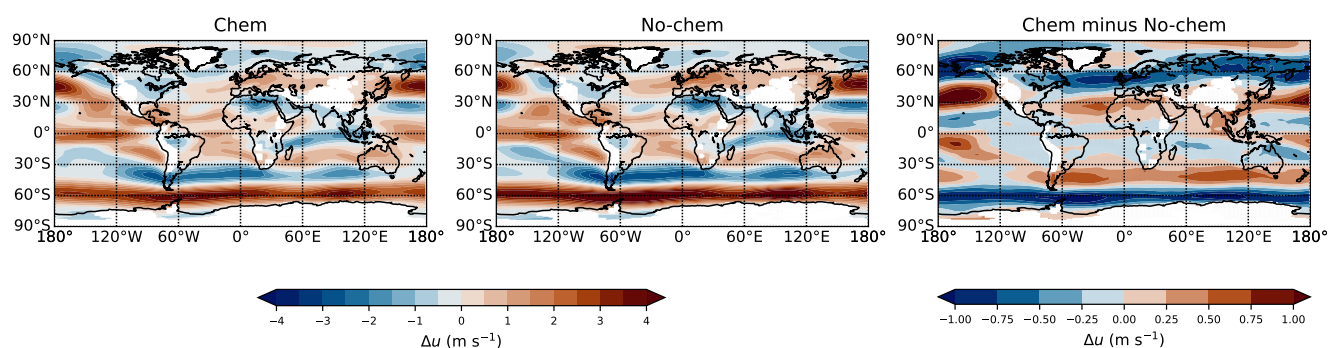 Chem
No-chem
Chem minus No-chem
90°N
60°N
30°N
0°
30°S
60°S
90°S
180° 120°W 60°W 0° 60°E 120°E 180°
90°N
60°N
30°N
0°
30°S
60°S
90°S
180° 120°W 60°W 0° 60°E 120°E 180°
90°N
60°N
30°N
0°
30°S
60°S
90°S
180° 120°W 60°W 0° 60°E 120°E 180°
−4 −3 −2 −1 0 1 2 3 4
Δu (m s⁻¹)
−1.00 −0.75 −0.50 −0.25 0.00 0.25 0.50 0.75 1.00
Δu (m s⁻¹)